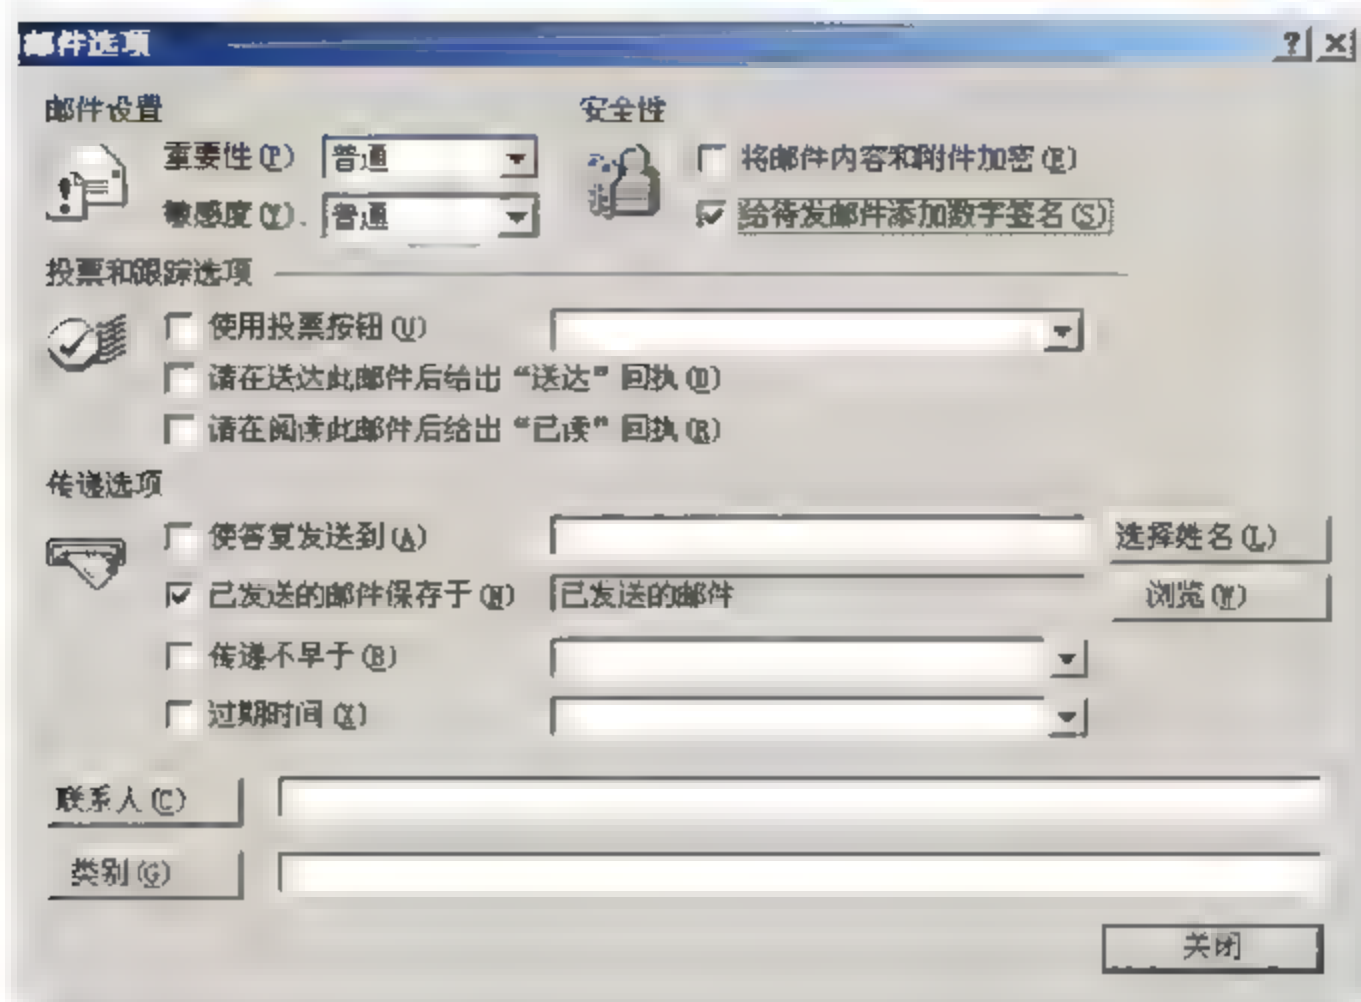 邮件选项
邮件设置
重要性(P) 普通
敏感度(Y). 普通
安全性
将邮件内容和附件加密(E)
给待发邮件添加数字签名(S)
投票和跟踪选项
使用投票按钮(U)
请在送达此邮件后给出“送达”回执(D)
请在阅读此邮件后给出“已读”回执(R)
传递选项
使答复发送到(A) 选择姓名(L)
已发送的邮件保存于(N) 已发送的邮件 浏览(W)
传递不早于(B)
过期时间(X)
联系人(C)
类别(G)
关闭